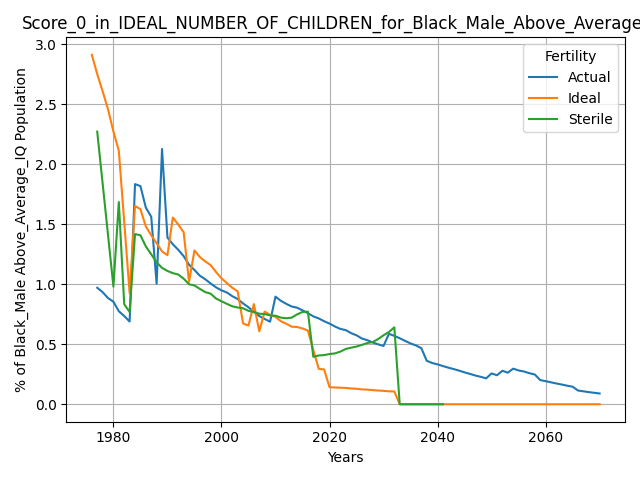 Score_0_in_IDEAL_NUMBER_OF_CHILDREN_for_Black_Male_Above_Average
Fertility
Actual
Ideal
Sterile
% of Black_Male Above_Average_IQ Population
3.0
2.5
2.0
1.5
1.0
0.5
0.0
1980 2000 2020 2040 2060
Years